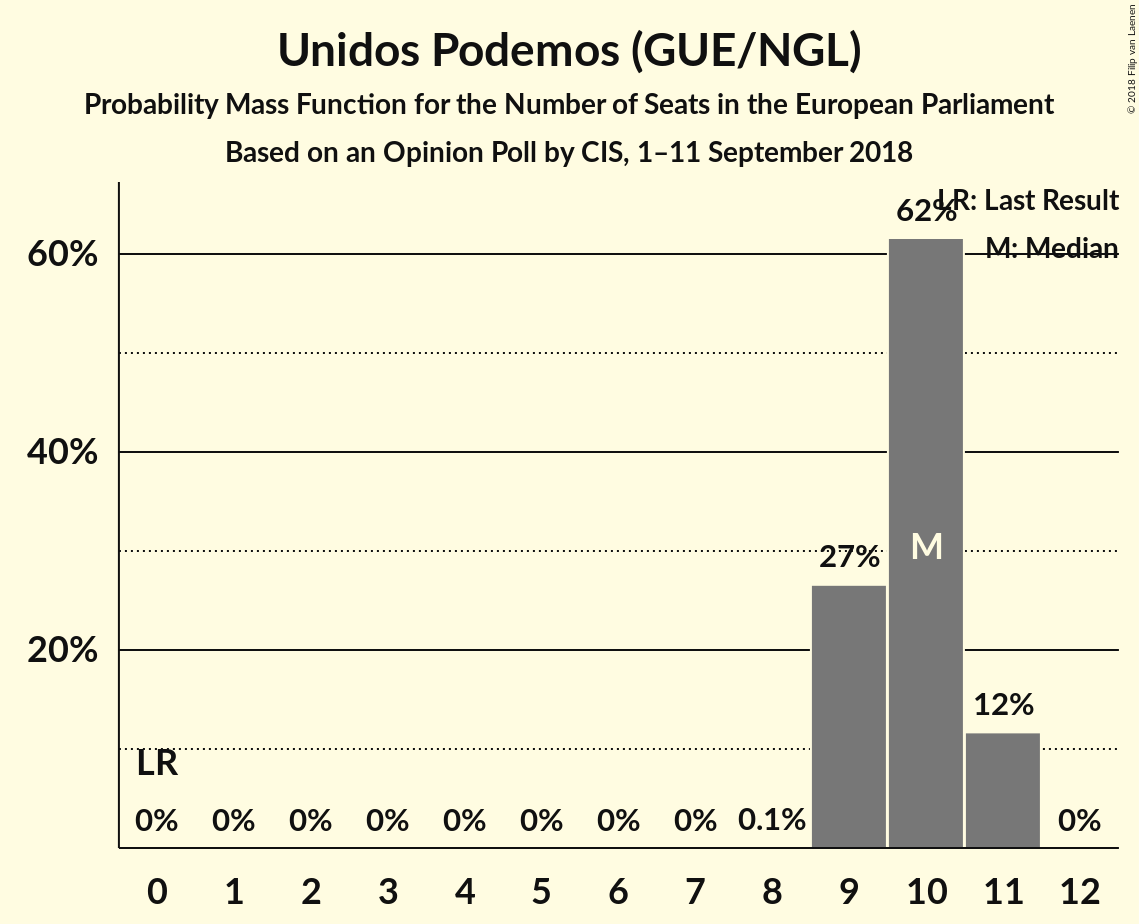 Unidos Podemos (GUE/NGL)
Probability Mass Function for the Number of Seats in the European Parliament
Based on an Opinion Poll by CIS, 1–11 September 2018
© 2018 Filip van Laenen
LR: Last Result
M: Median
60%
40%
20%
LR
0% 0% 0% 0% 0% 0% 0% 0% 0.1% 27% 62% 12% 0%
M
0 1 2 3 4 5 6 7 8 9 10 11 12